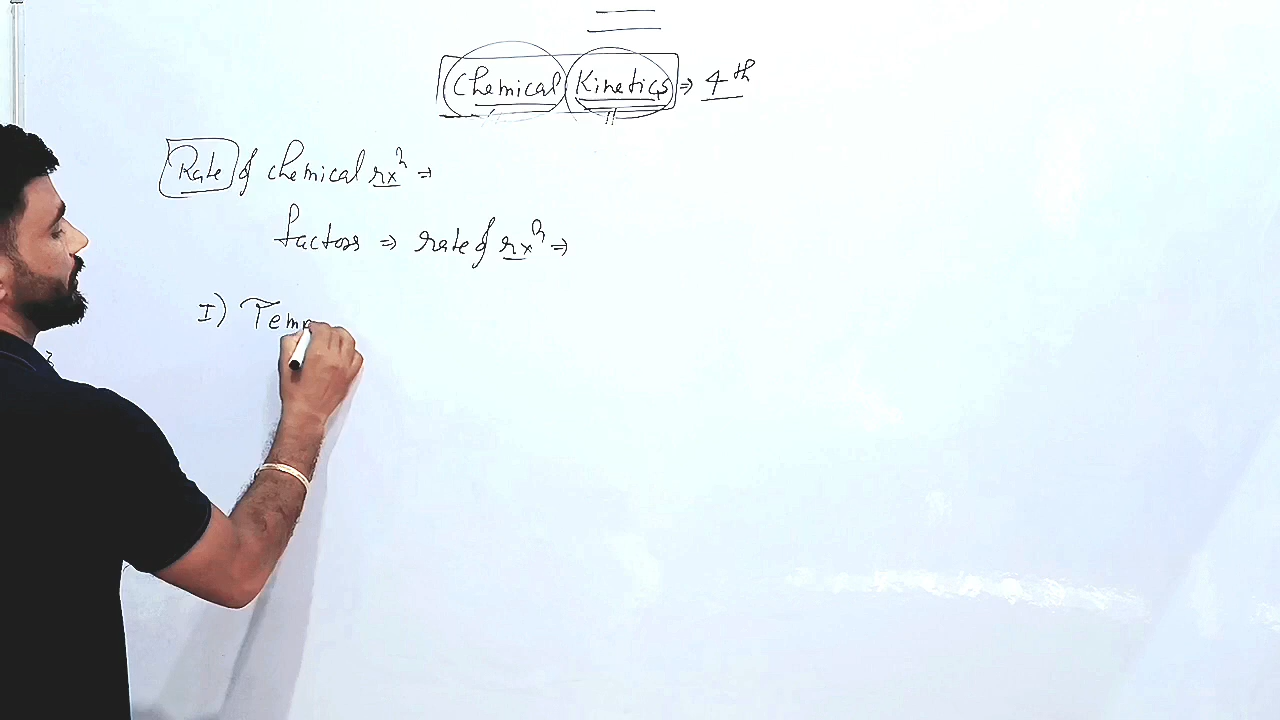 Chemical Kinetics ⇒ 4th
Rate of chemical rxn ⇒
factors ⇒ rate of rxn ⇒
I) Temp